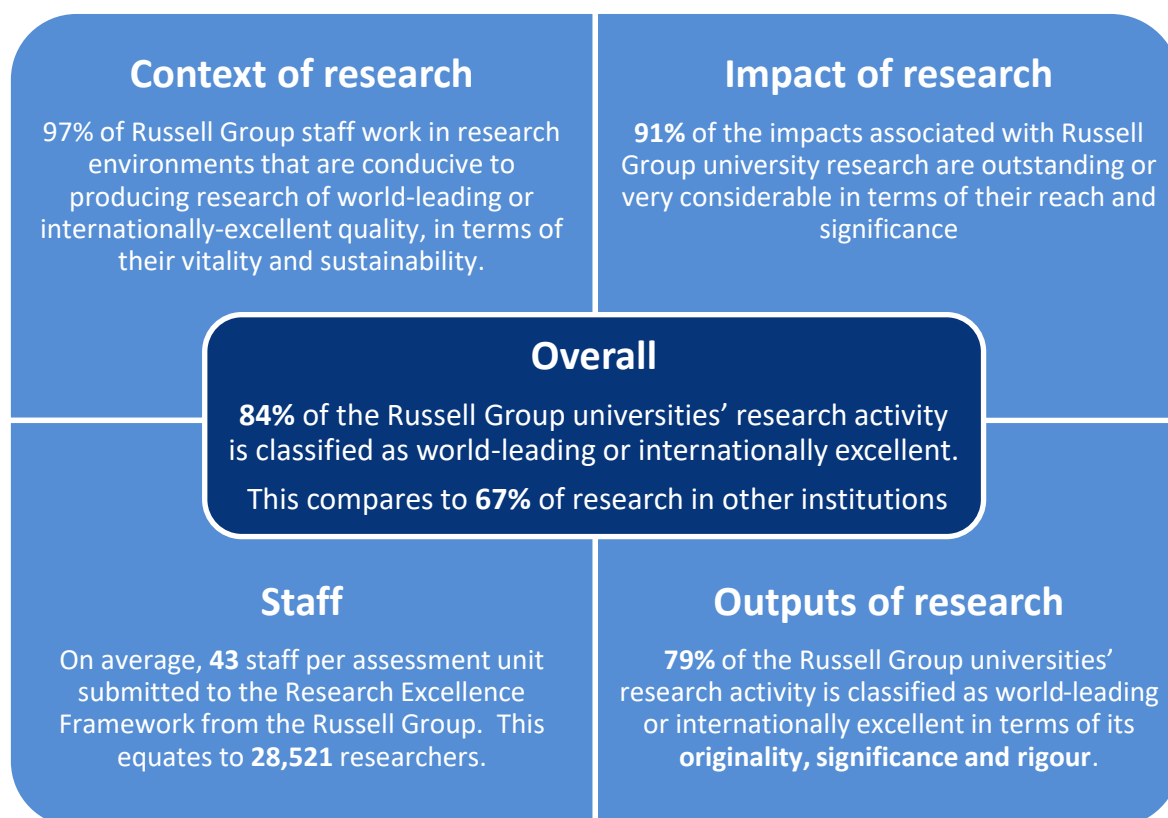 Context of research
97% of Russell Group staff work in research
environments that are conducive to
producing research of world-leading or
internationally-excellent quality, in terms of
their vitality and sustainability.
Impact of research
91% of the impacts associated with Russell
Group university research are outstanding or
very considerable in terms of their reach and
significance
Overall
84% of the Russell Group universities’ research activity
is classified as world-leading or internationally excellent.
This compares to 67% of research in other institutions
Staff
On average, 43 staff per assessment unit
submitted to the Research Excellence
Framework from the Russell Group.  This
equates to 28,521 researchers.
Outputs of research
79% of the Russell Group universities’
research activity is classified as world-leading
or internationally excellent in terms of its
originality, significance and rigour.